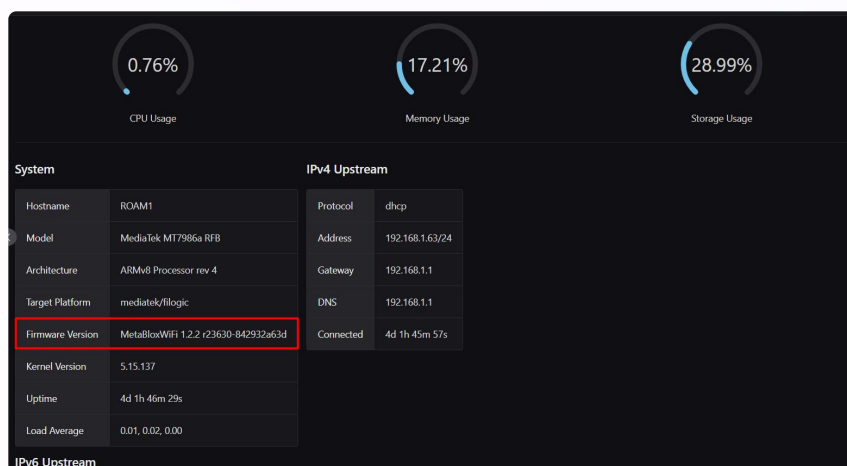 0.76%
17.21%
28.99%
CPU Usage
Memory Usage
Storage Usage
System
Hostname ROAM1
Model MediaTek MT7986a RFB
Architecture ARMv8 Processor rev 4
Target Platform mediatek/filogic
Firmware Version MetaBloxWiFi 1.2.2 r23630-842932a63d
Kernel Version 5.15.137
Uptime 4d 1h 46m 29s
Load Average 0.01, 0.02, 0.00
IPv4 Upstream
Protocol dhcp
Address 192.168.1.63/24
Gateway 192.168.1.1
DNS 192.168.1.1
Connected 4d 1h 45m 57s
IPv6 Upstream